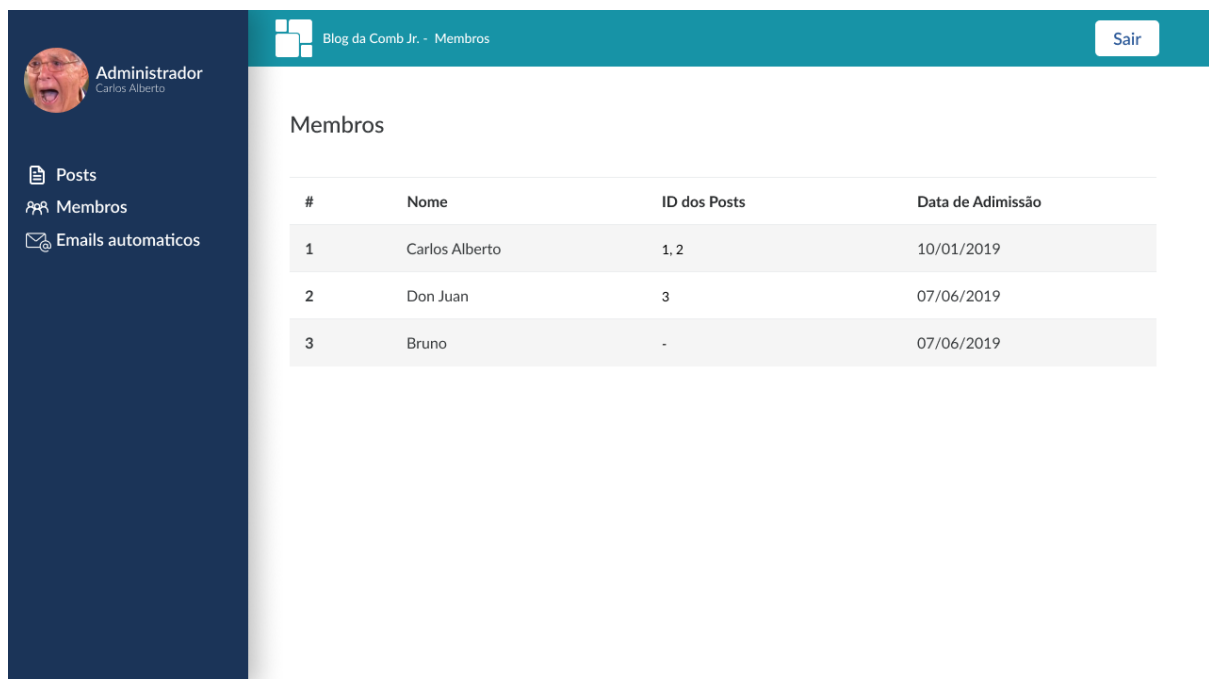 Administrador
Carlos Alberto
Posts
Membros
Emails automaticos
Blog da Comb Jr. - Membros
Sair
Membros
# Nome ID dos Posts Data de Adimissão
1 Carlos Alberto 1, 2 10/01/2019
2 Don Juan 3 07/06/2019
3 Bruno - 07/06/2019